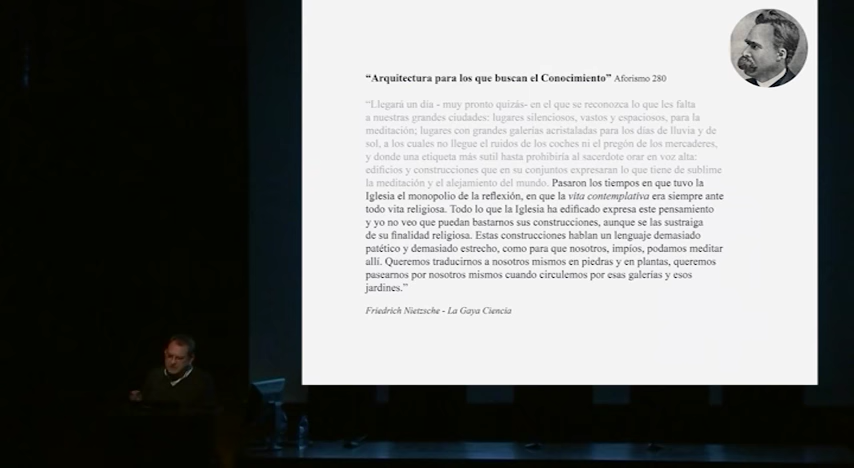 “Arquitectura para los que buscan el Conocimiento” Aforismo 280
“Llegará un día - muy pronto quizás- en el que se reconozca lo que les falta
a nuestras grandes ciudades: lugares silenciosos, vastos y espaciosos, para la
meditación; lugares con grandes galerías acristaladas para los días de lluvia y de
sol, a los cuales no llegue el ruidos de los coches ni el pregón de los mercaderes,
y donde una etiqueta más sutil hasta prohibiría al sacerdote orar en voz alta:
edificios y construcciones que en su conjuntos expresaran lo que tiene de sublime
la meditación y el alejamiento del mundo. Pasaron los tiempos en que tuvo la
Iglesia el monopolio de la reflexión, en que la vita contemplativa era siempre ante
todo vita religiosa. Todo lo que la Iglesia ha edificado expresa este pensamiento
y yo no veo que puedan bastarnos sus construcciones, aunque se las sustraiga
de su finalidad religiosa. Estas construcciones hablan un lenguaje demasiado
patético y demasiado estrecho, como para que nosotros, impíos, podamos meditar
allí. Queremos traducirnos a nosotros mismos en piedras y en plantas, queremos
pasearnos por nosotros mismos cuando circulemos por esas galerías y esos
jardines.”
Friedrich Nietzsche - La Gaya Ciencia